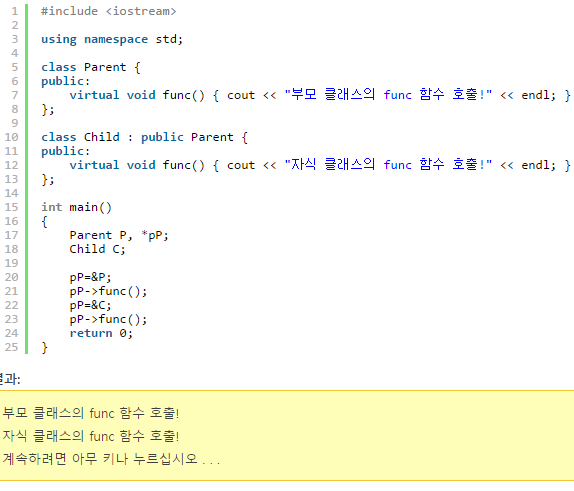 1 #include <iostream>
2
3 using namespace std;
4
5 class Parent {
6 public:
7 virtual void func() { cout << "부모 클래스의 func 함수 호출!" << endl; }
8 };
9
10 class Child : public Parent {
11 public:
12 virtual void func() { cout << "자식 클래스의 func 함수 호출!" << endl; }
13 };
14
15 int main()
16 {
17 Parent P, *pP;
18 Child C;
19
20 pP=&P;
21 pP->func();
22 pP=&C;
23 pP->func();
24 return 0;
25 }
결과:
부모 클래스의 func 함수 호출!
자식 클래스의 func 함수 호출!
계속하려면 아무 키나 누르십시오 . . .